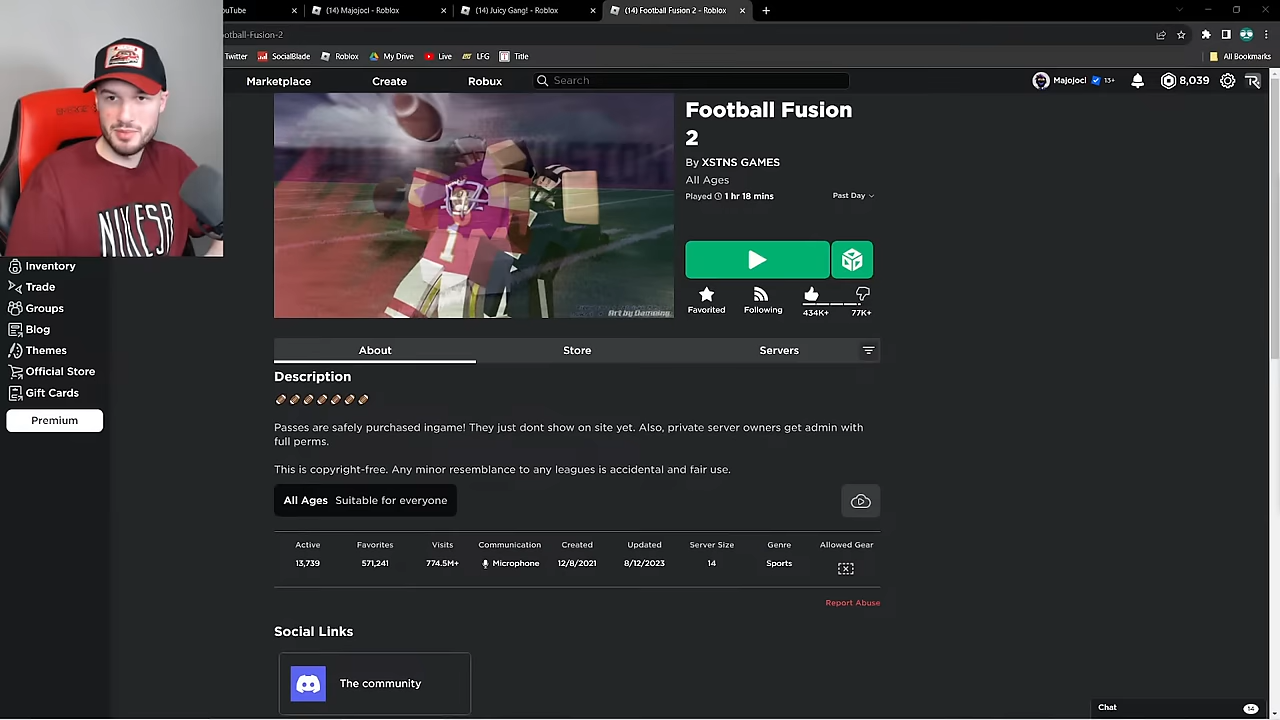 ouTube
(14) Majojocl - Roblox
(14) Juicy Gang! - Roblox
(14) Football Fusion 2 - Roblox
ootball-Fusion-2
Twitter
SocialBlade
Roblox
My Drive
Live
LFG
Title
All Bookmarks
Marketplace
Create
Robux
Search
Majojocl
13+
8,039
Football Fusion
2
By XSTNS GAMES
All Ages
Played 1 hr 18 mins
Past Day
NIKESB
Inventory
Trade
Groups
Blog
Themes
Official Store
Gift Cards
Premium
Favorited
Following
434K+
77K+
About
Store
Servers
Description
Passes are safely purchased ingame! They just dont show on site yet. Also, private server owners get admin with
full perms.
This is copyright-free. Any minor resemblance to any leagues is accidental and fair use.
All Ages Suitable for everyone
Active Favorites Visits Communication Created Updated Server Size Genre Allowed Gear
13,739 571,241 774.5M+ Microphone 12/8/2021 8/12/2023 14 Sports
Report Abuse
Social Links
The community
Chat
14